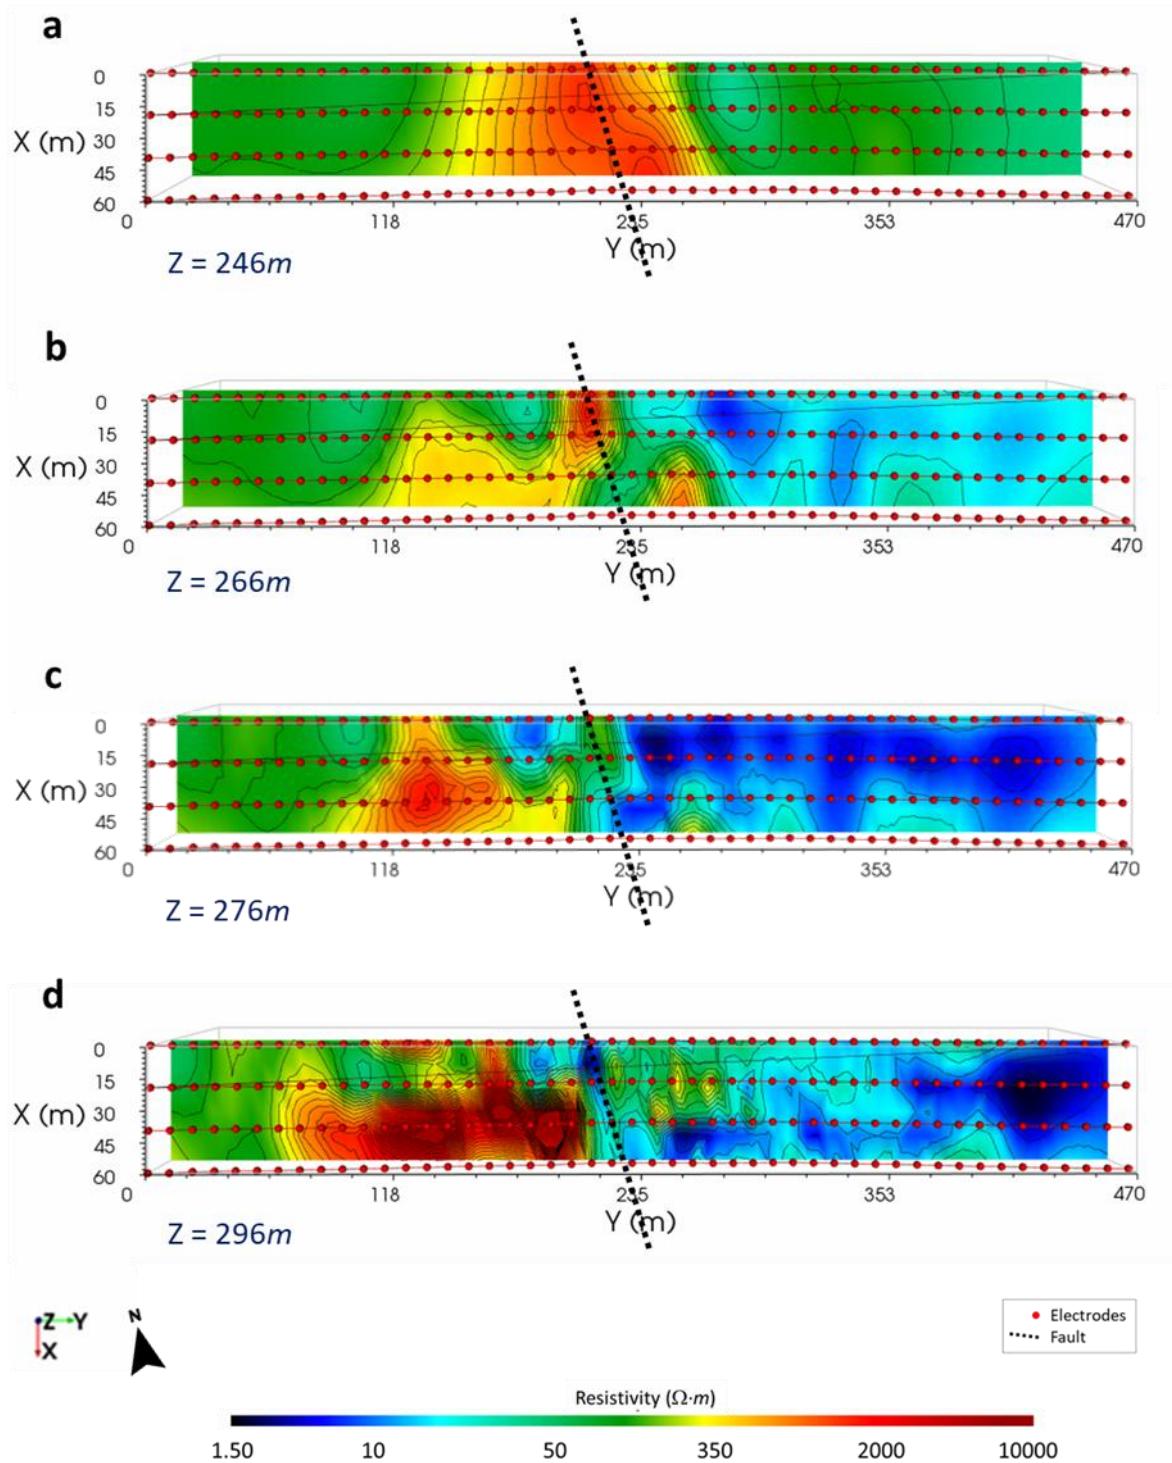 a
0
15
X (m) 30
45
60
0 118 235 353 470
Y (m)
Z = 246m
b
0
15
X (m) 30
45
60
0 118 235 353 470
Y (m)
Z = 266m
c
0
15
X (m) 30
45
60
0 118 235 353 470
Y (m)
Z = 276m
d
0
15
X (m) 30
45
60
0 118 235 353 470
Y (m)
Z = 296m
Z Y
X
N
Electrodes
Fault
Resistivity (Ω·m)
1.50 10 50 350 2000 10000